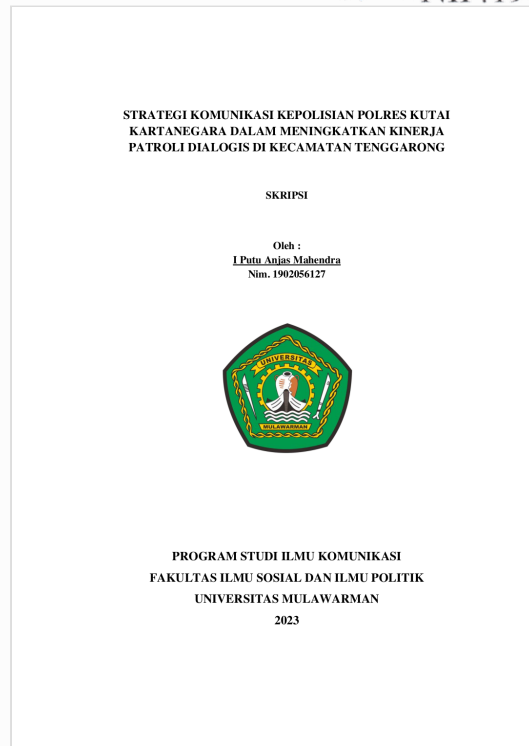 STRATEGI KOMUNIKASI KEPOLISIAN POLRES KUTAI
KARTANEGARA DALAM MENINGKATKAN KINERJA
PATROLI DIALOGIS DI KECAMATAN TENGGARONG
SKRIPSI
Oleh :
I Putu Anjas Mahendra
Nim. 1902056127
UNIVERSITAS
MULAWARMAN
PROGRAM STUDI ILMU KOMUNIKASI
FAKULTAS ILMU SOSIAL DAN ILMU POLITIK
UNIVERSITAS MULAWARMAN
2023